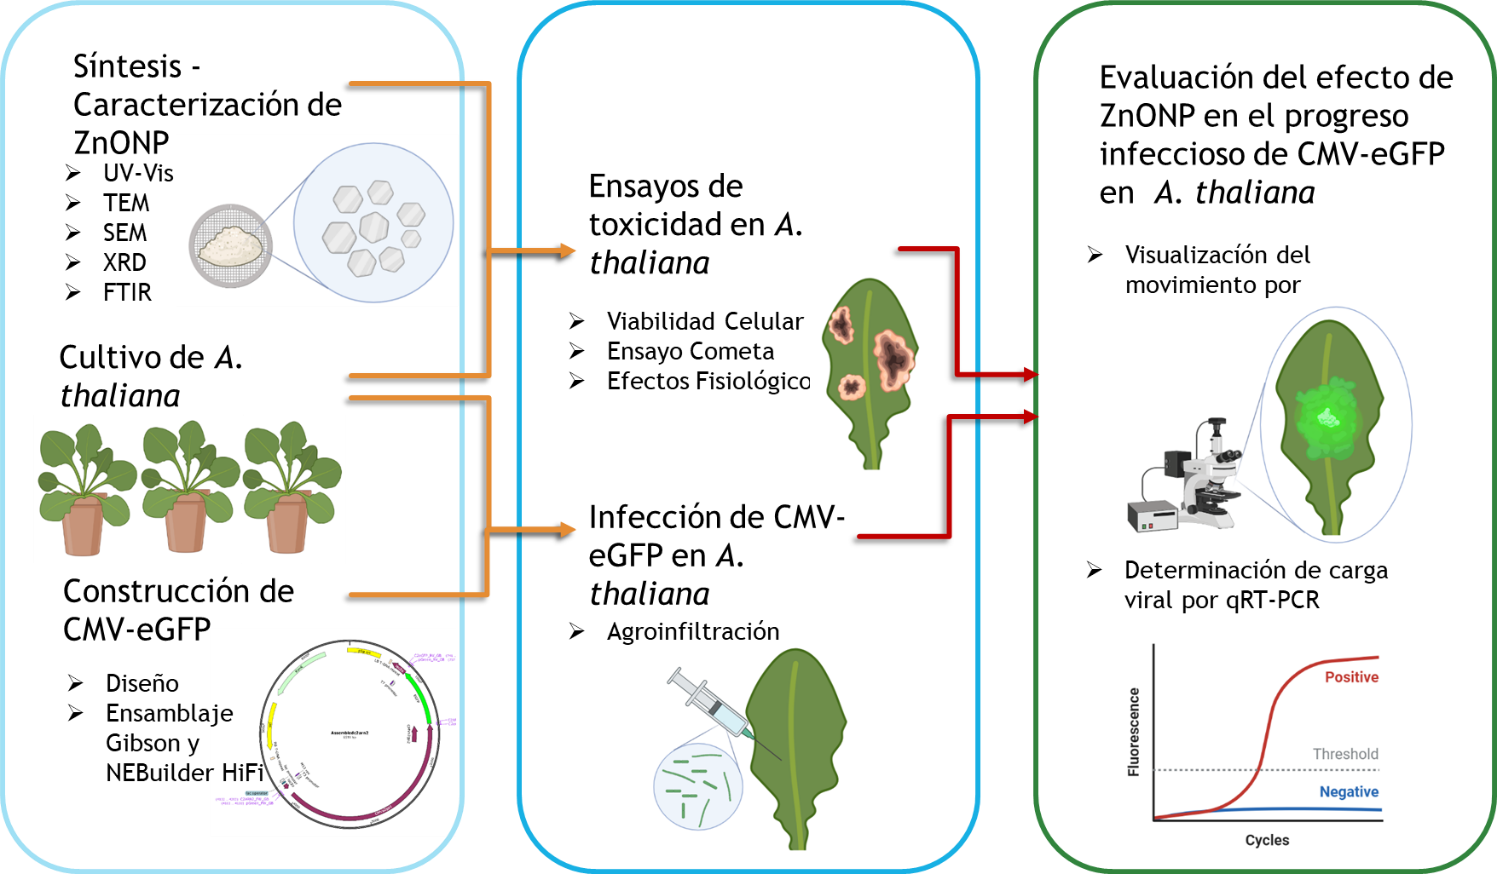 Síntesis -
Caracterización de
ZnONP
UV-Vis
TEM
SEM
XRD
FTIR
Cultivo de A.
thaliana
Construcción de
CMV-eGFP
Diseño
Ensamblaje
Gibson y
NEBuilder HiFi
Ensayos de
toxicidad en A.
thaliana
Viabilidad Celular
Ensayo Cometa
Efectos Fisiológico
Infección de CMV-
eGFP en A.
thaliana
Agroinfiltración
Evaluación del efecto de
ZnONP en el progreso
infeccioso de CMV-eGFP
en A. thaliana
Visualización del
movimiento por
Determinación de carga
viral por qRT-PCR
Fluorescence
Positive
Threshold
Negative
Cycles